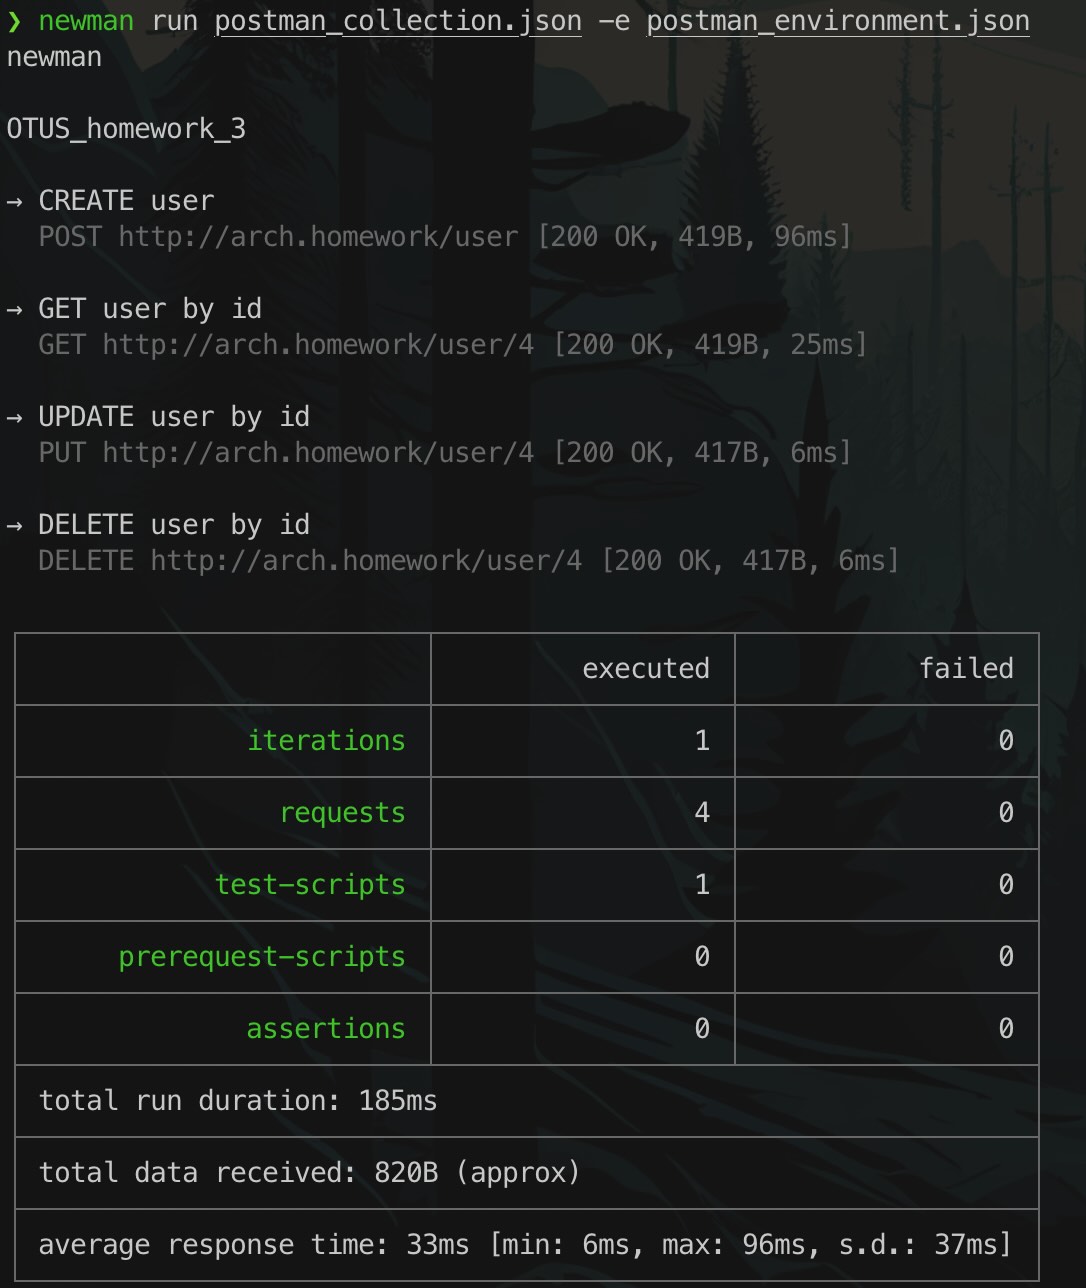 ❯ newman run postman_collection.json -e postman_environment.json
newman
OTUS_homework_3
→ CREATE user
POST http://arch.homework/user [200 OK, 419B, 96ms]
→ GET user by id
GET http://arch.homework/user/4 [200 OK, 419B, 25ms]
→ UPDATE user by id
PUT http://arch.homework/user/4 [200 OK, 417B, 6ms]
→ DELETE user by id
DELETE http://arch.homework/user/4 [200 OK, 417B, 6ms]
executed failed
iterations 1 0
requests 4 0
test-scripts 1 0
prerequest-scripts 0 0
assertions 0 0
total run duration: 185ms
total data received: 820B (approx)
average response time: 33ms [min: 6ms, max: 96ms, s.d.: 37ms]